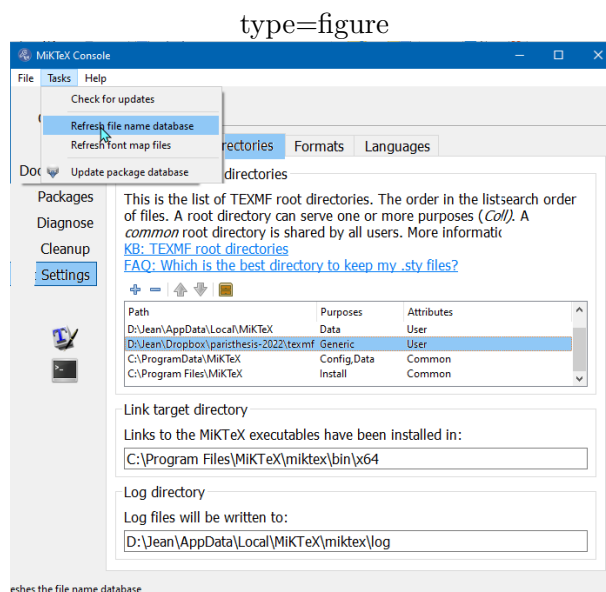 type=figure
MiKTeX Console
File Tasks Help
Check for updates
Refresh file name database
Refresh font map files
Update package database
rectories Formats Languages
directories
Packages
Diagnose
Cleanup
Settings
This is the list of TEXMF root directories. The order in the listsearch order
of files. A root directory can serve one or more purposes (Coll). A
common root directory is shared by all users. More informatic
KB: TEXMF root directories
FAQ: Which is the best directory to keep my .sty files?
Path Purposes Attributes
D:\Jean\AppData\Local\MiKTeX Data User
D:\Jean\Dropbox\paristhesis-2022\texmf Generic User
C:\ProgramData\MiKTeX Config,Data Common
C:\Program Files\MiKTeX Install Common
Link target directory
Links to the MiKTeX executables have been installed in:
C:\Program Files\MiKTeX\miktex\bin\x64
Log directory
Log files will be written to:
D:\Jean\AppData\Local\MiKTeX\miktex\log
eshes the file name database